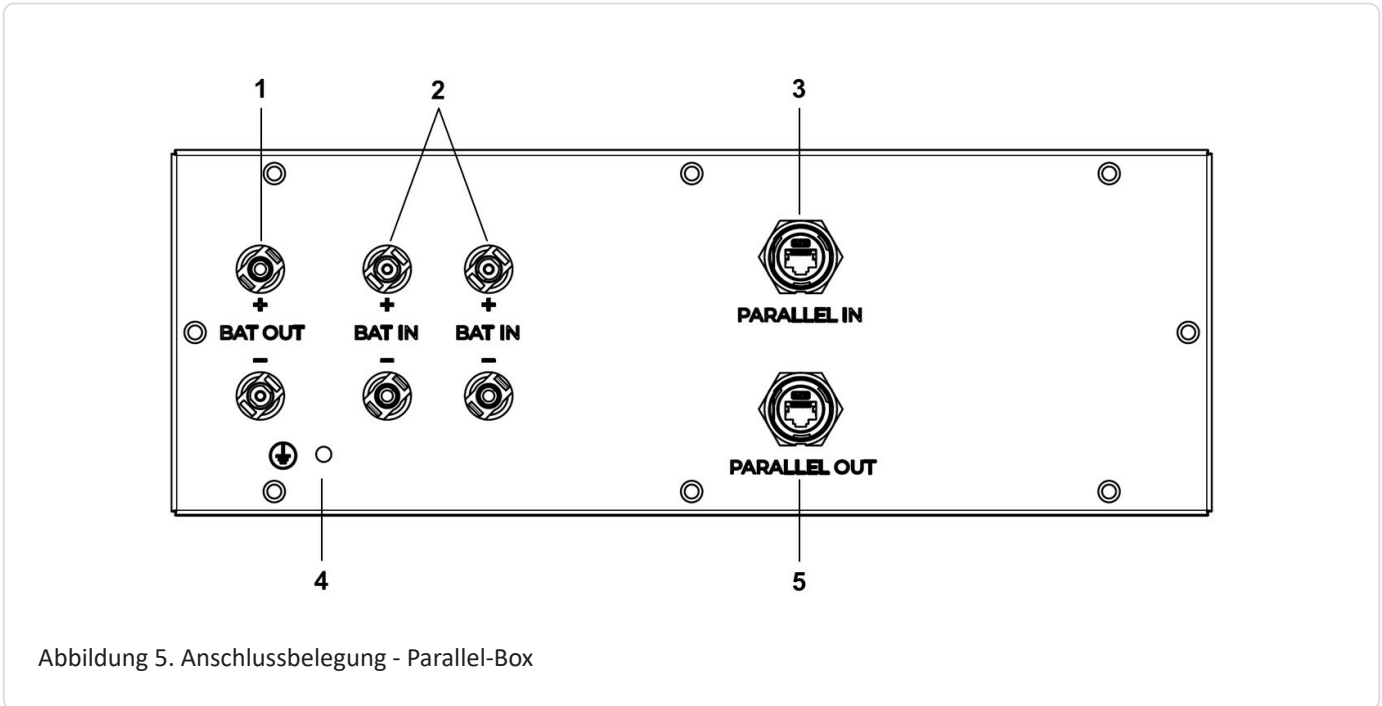 1 2 3
+ + +
BAT OUT BAT IN BAT IN
- - -
PARALLEL IN
PARALLEL OUT
4 5
Abbildung 5. Anschlussbelegung - Parallel-Box